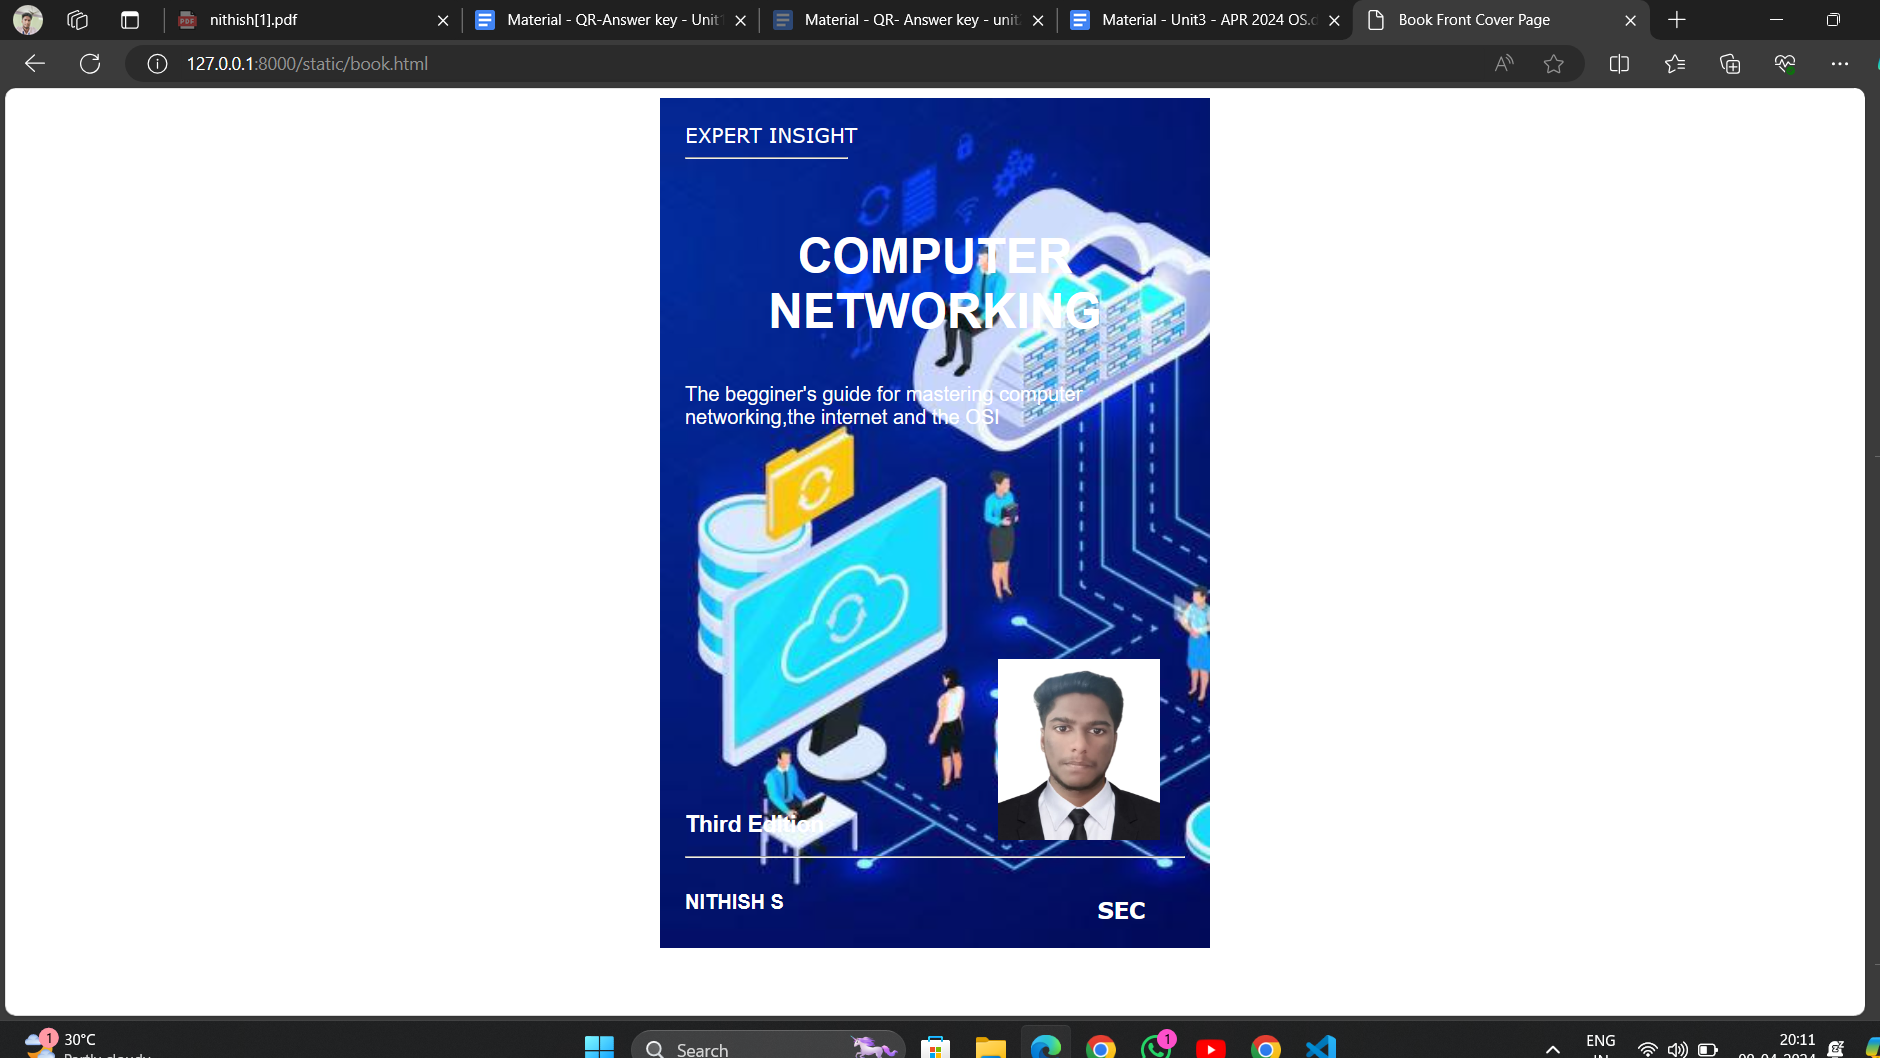 nithish[1].pdf
Material - QR-Answer key - Unit1
Material - QR- Answer key - unit
Material - Unit3 - APR 2024 OS.d
Book Front Cover Page
127.0.0.1:8000/static/book.html
EXPERT INSIGHT
COMPUTER
NETWORKING
The begginer's guide for mastering computer
networking,the internet and the OSI
Third Edition
NITHISH S
SEC
1
30°C
Partly cloudy
Search
1
ENG
IN
20:11